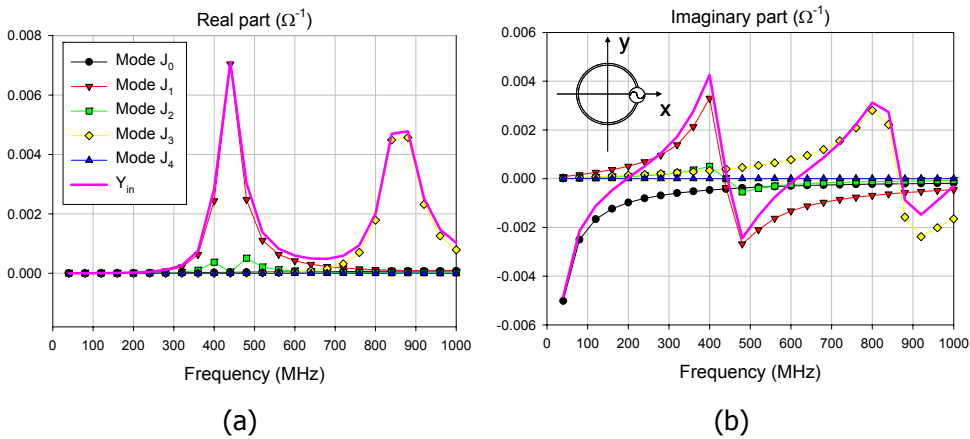 Real part (Ω⁻¹)
0.008
0.006
0.004
0.002
0.000
Mode J₀
Mode J₁
Mode J₂
Mode J₃
Mode J₄
Yᵢₙ
0 100 200 300 400 500 600 700 800 900 1000
Frequency (MHz)
(a)
Imaginary part (Ω⁻¹)
0.006
0.004
0.002
0.000
-0.002
-0.004
-0.006
y
x
0 100 200 300 400 500 600 700 800 900 1000
Frequency (MHz)
(b)